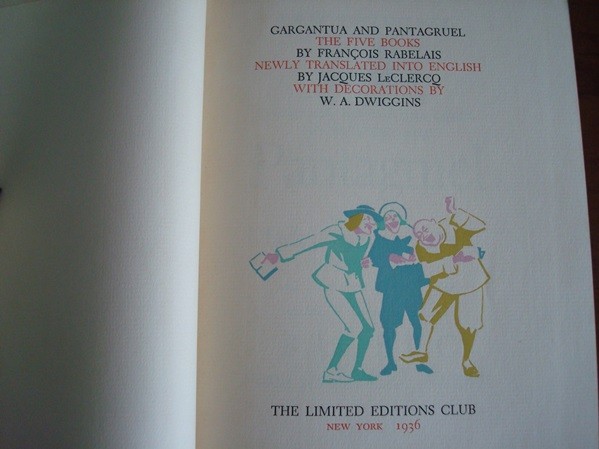 GARGANTUA AND PANTAGRUEL
THE FIVE BOOKS
BY FRANÇOIS RABELAIS
NEWLY TRANSLATED INTO ENGLISH
BY JACQUES LeCLERCQ
WITH DECORATIONS BY
W. A. DWIGGINS
THE LIMITED EDITIONS CLUB
NEW YORK 1936